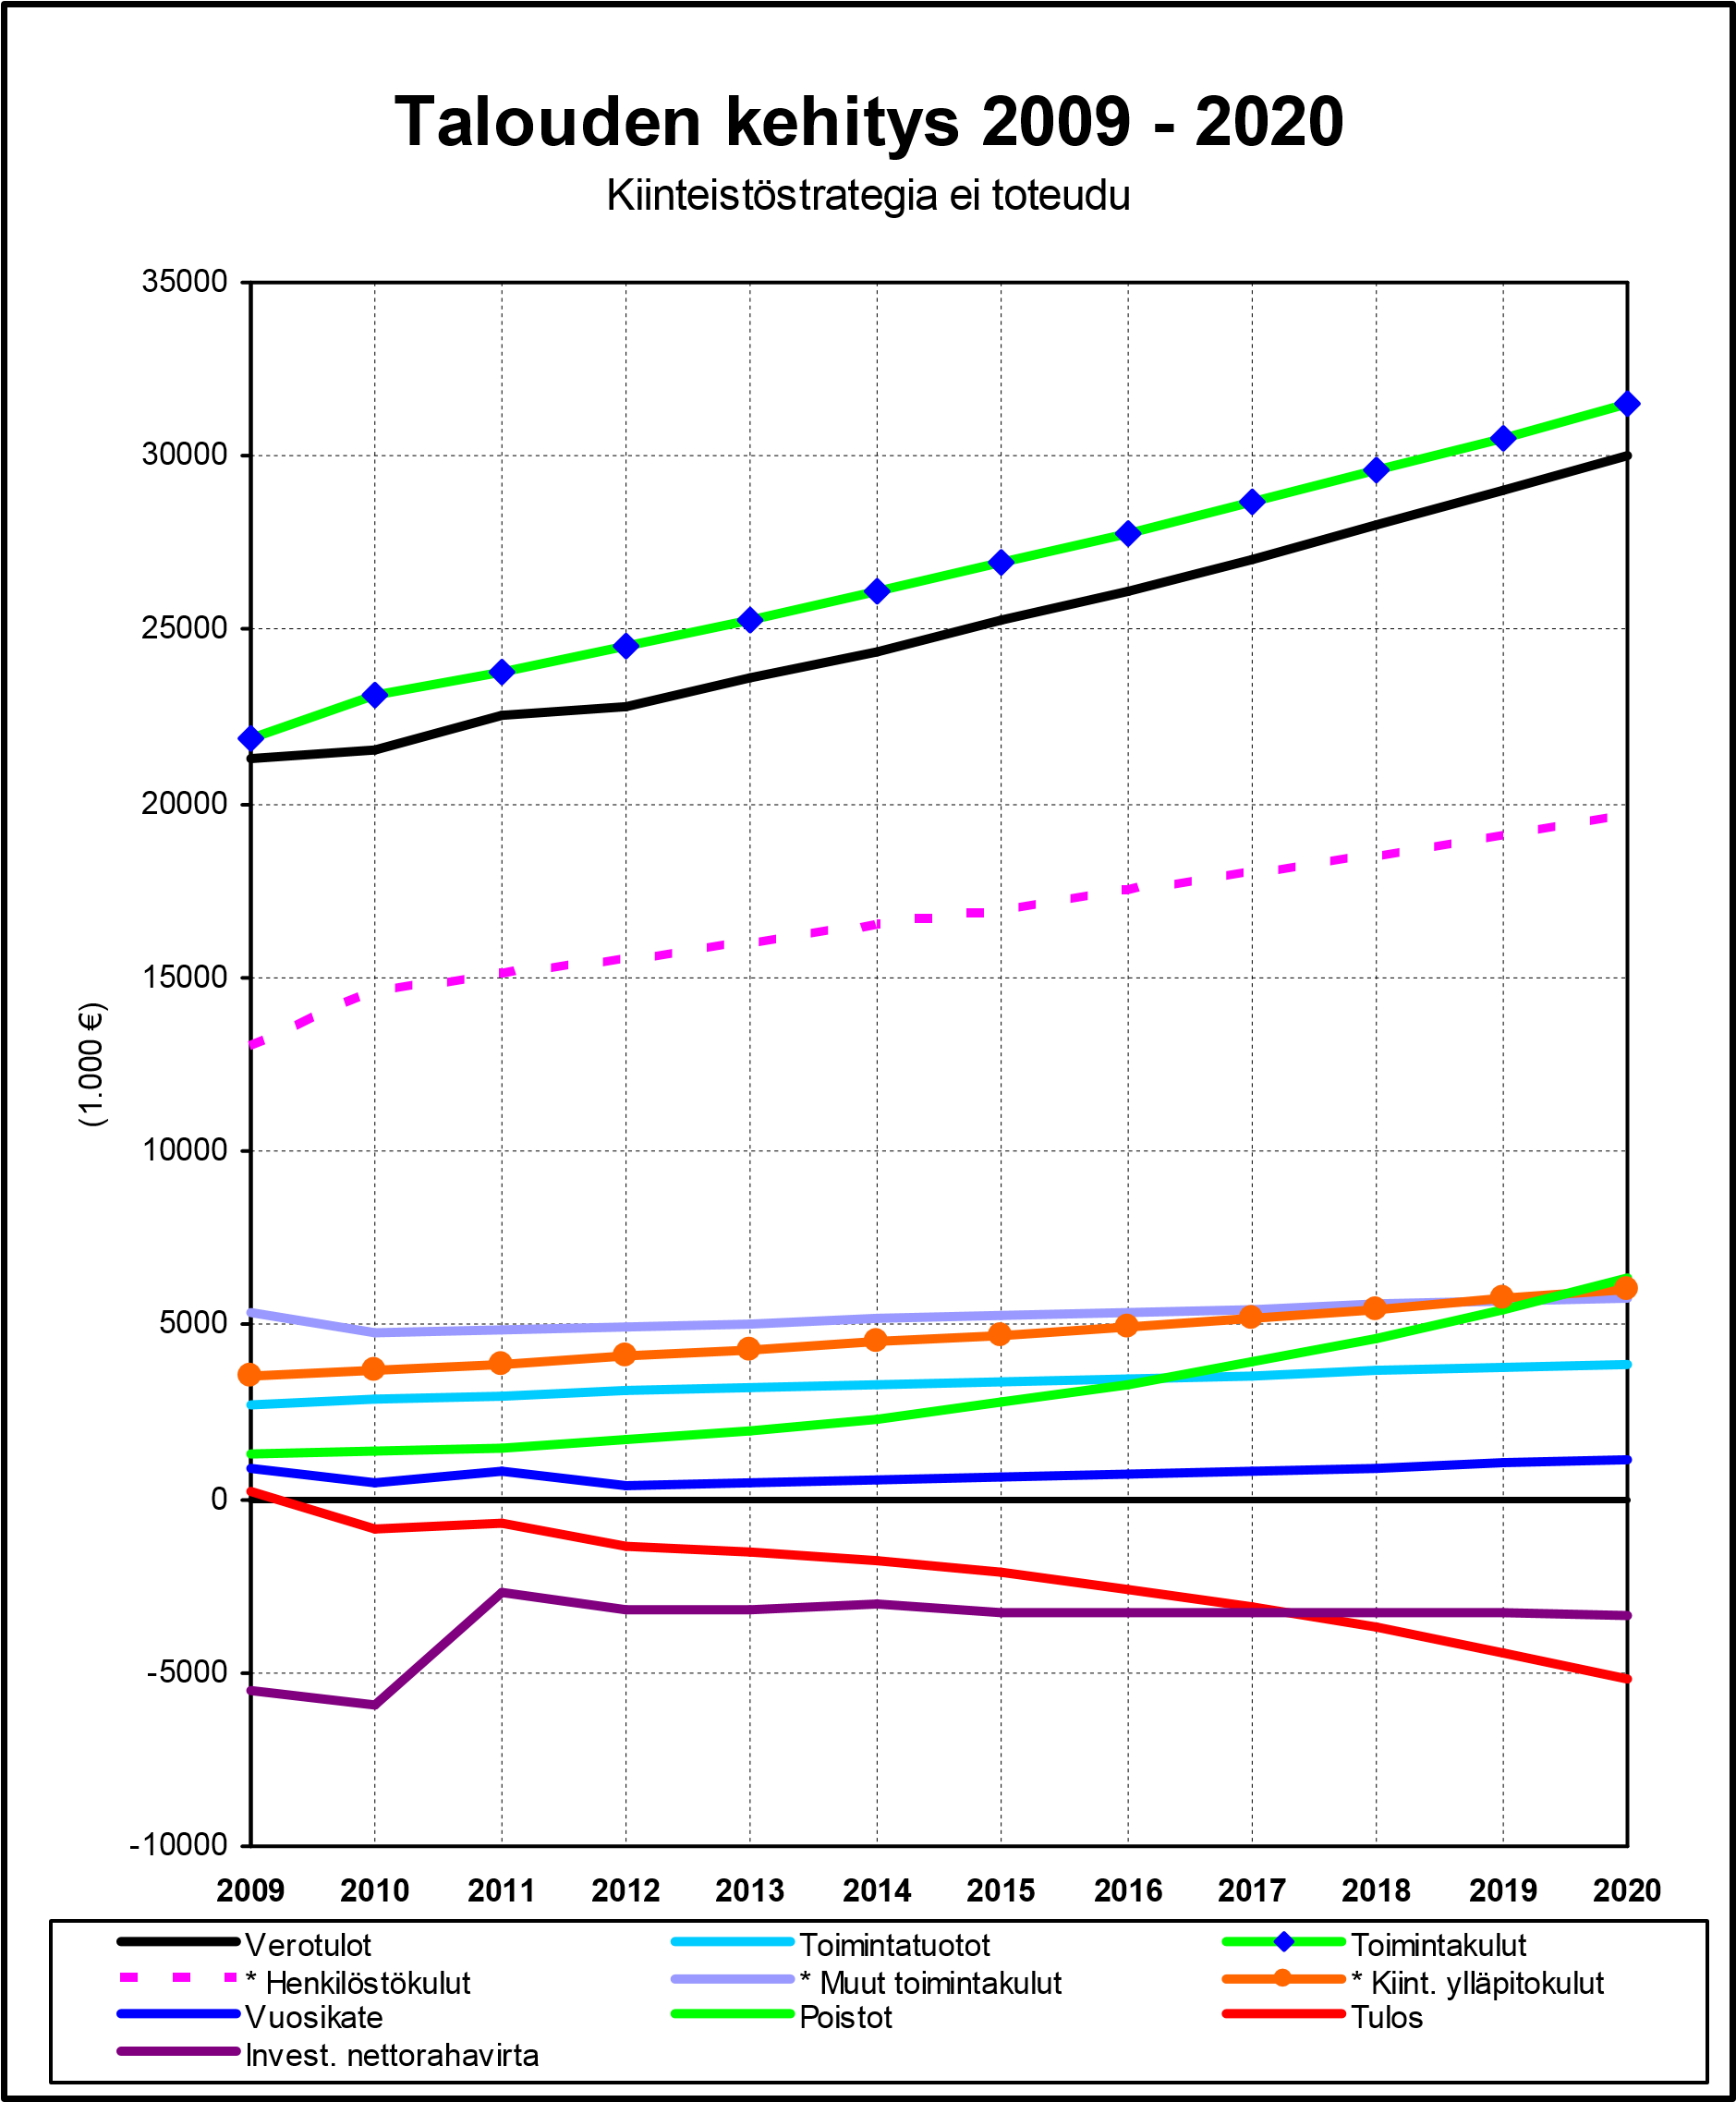 Talouden kehitys 2009 - 2020
Kiinteistöstrategia ei toteudu
35000
30000
25000
20000
15000
10000
5000
0
-5000
-10000
(1.000 €)
2009 2010 2011 2012 2013 2014 2015 2016 2017 2018 2019 2020
Verotulot Toimintatuotot Toimintakulut
* Henkilöstökulut * Muut toimintakulut * Kiint. ylläpitokulut
Vuosikate Poistot Tulos
Invest. nettorahavirta